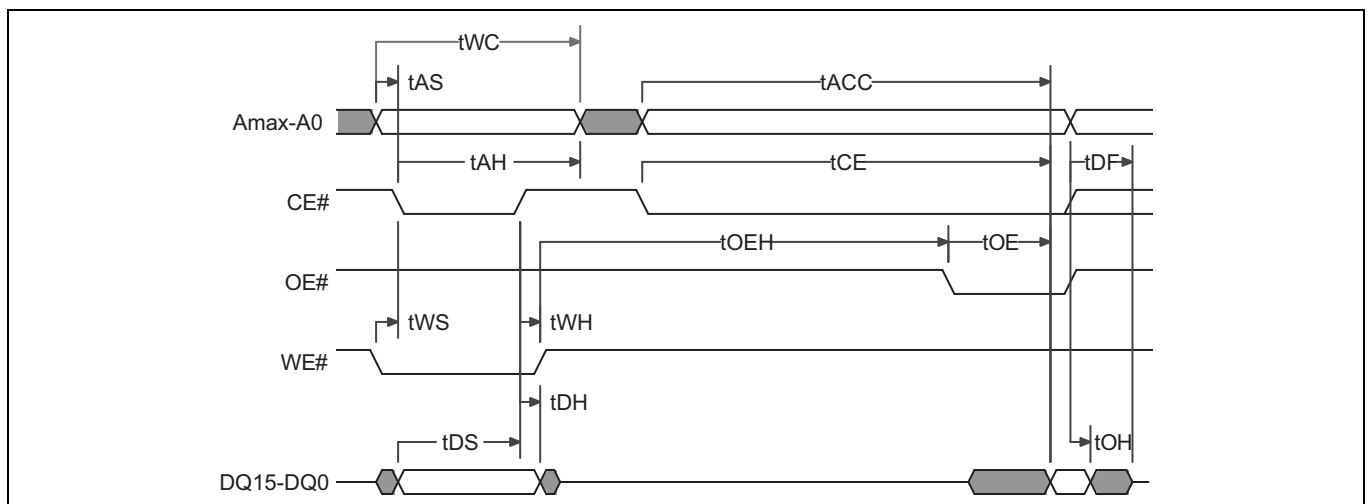 tWC
tAS
tACC
Amax-A0
tAH
tCE
tDF
CE#
tOEH
tOE
OE#
tWS
tWH
WE#
tDH
tDS
tOH
DQ15-DQ0